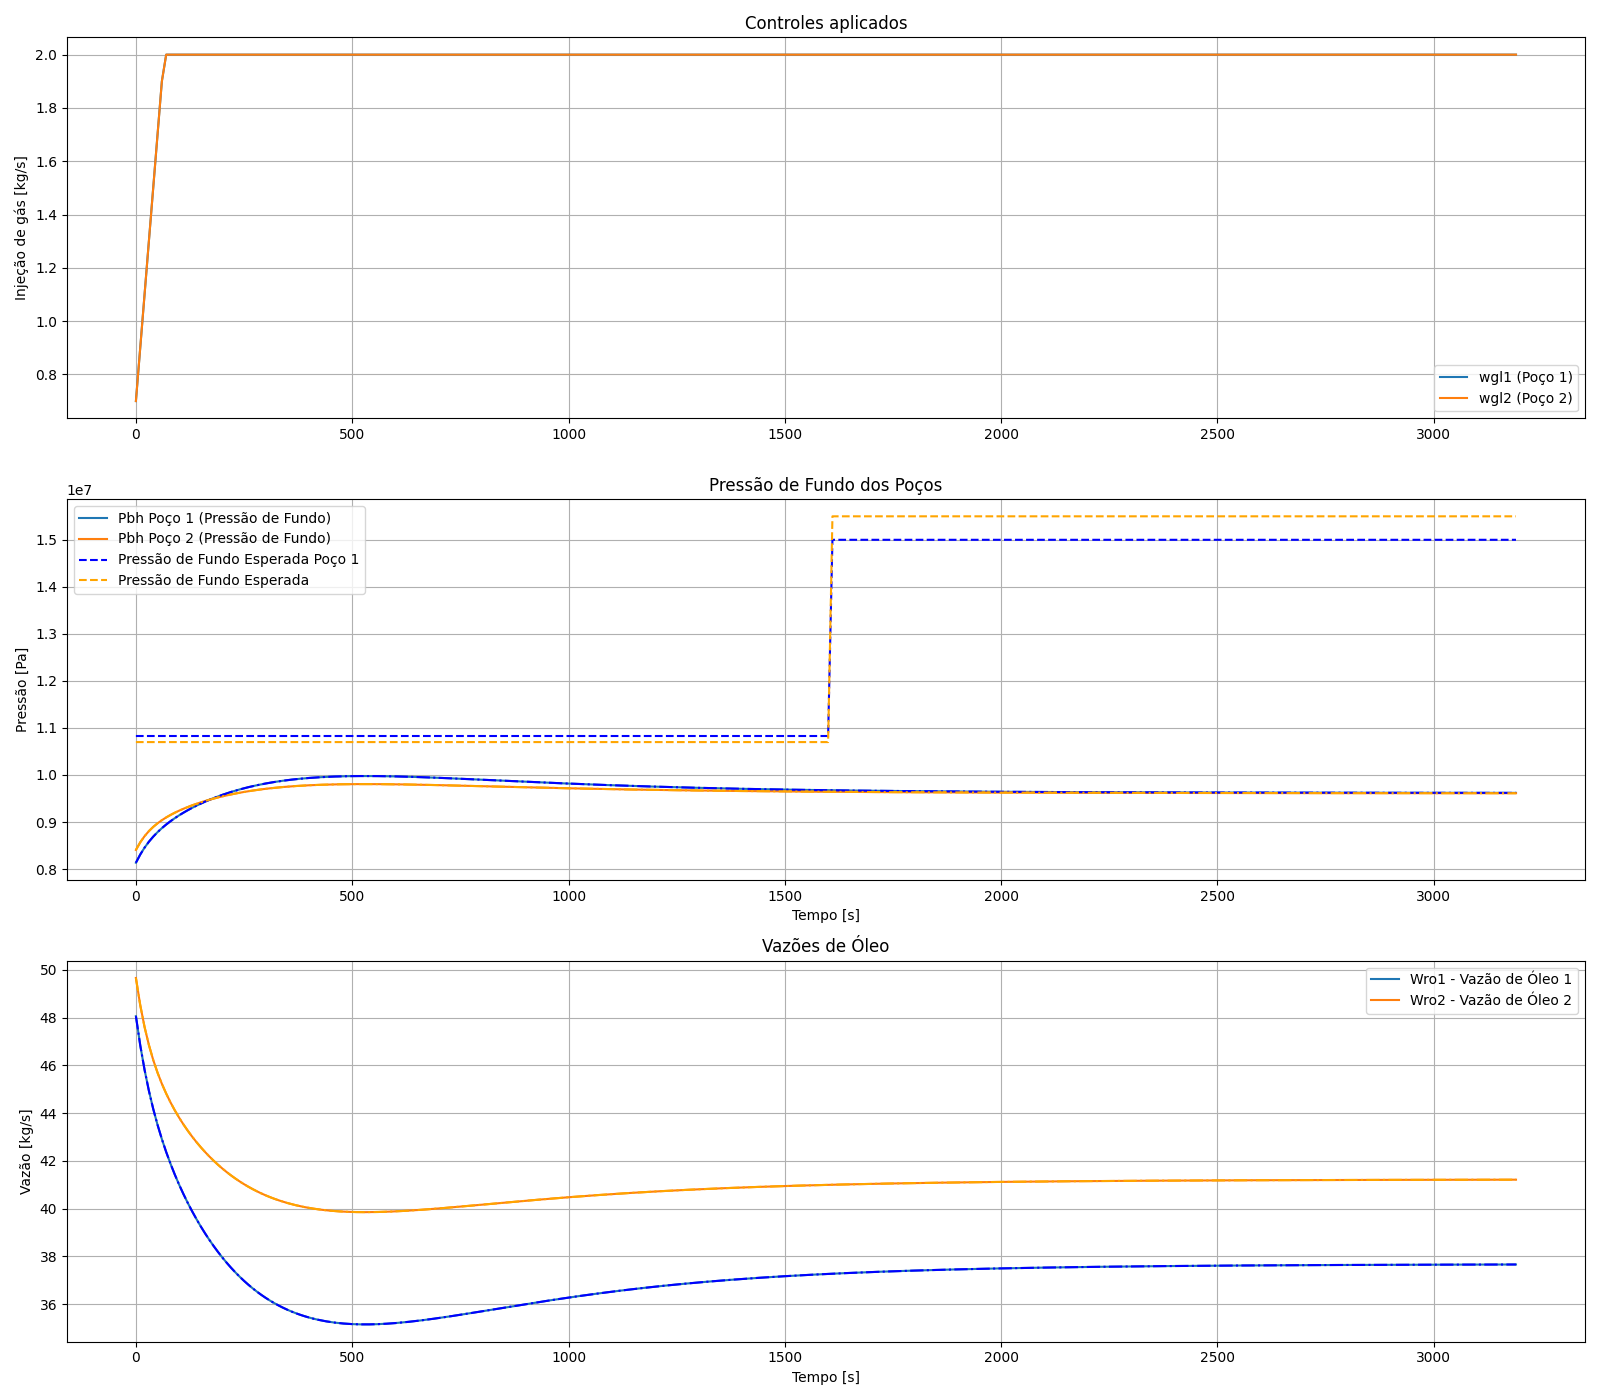 Controles aplicados
Injeção de gás [kg/s]
2.0
1.8
1.6
1.4
1.2
1.0
0.8
wgl1 (Poço 1)
wgl2 (Poço 2)
0 500 1000 1500 2000 2500 3000
Pressão de Fundo dos Poços
1e7
Pressão [Pa]
Pbh Poço 1 (Pressão de Fundo)
Pbh Poço 2 (Pressão de Fundo)
Pressão de Fundo Esperada Poço 1
Pressão de Fundo Esperada
1.5
1.4
1.3
1.2
1.1
1.0
0.9
0.8
0 500 1000 1500 2000 2500 3000
Tempo [s]
Vazões de Óleo
Vazão [kg/s]
Wro1 - Vazão de Óleo 1
Wro2 - Vazão de Óleo 2
50
48
46
44
42
40
38
36
0 500 1000 1500 2000 2500 3000
Tempo [s]